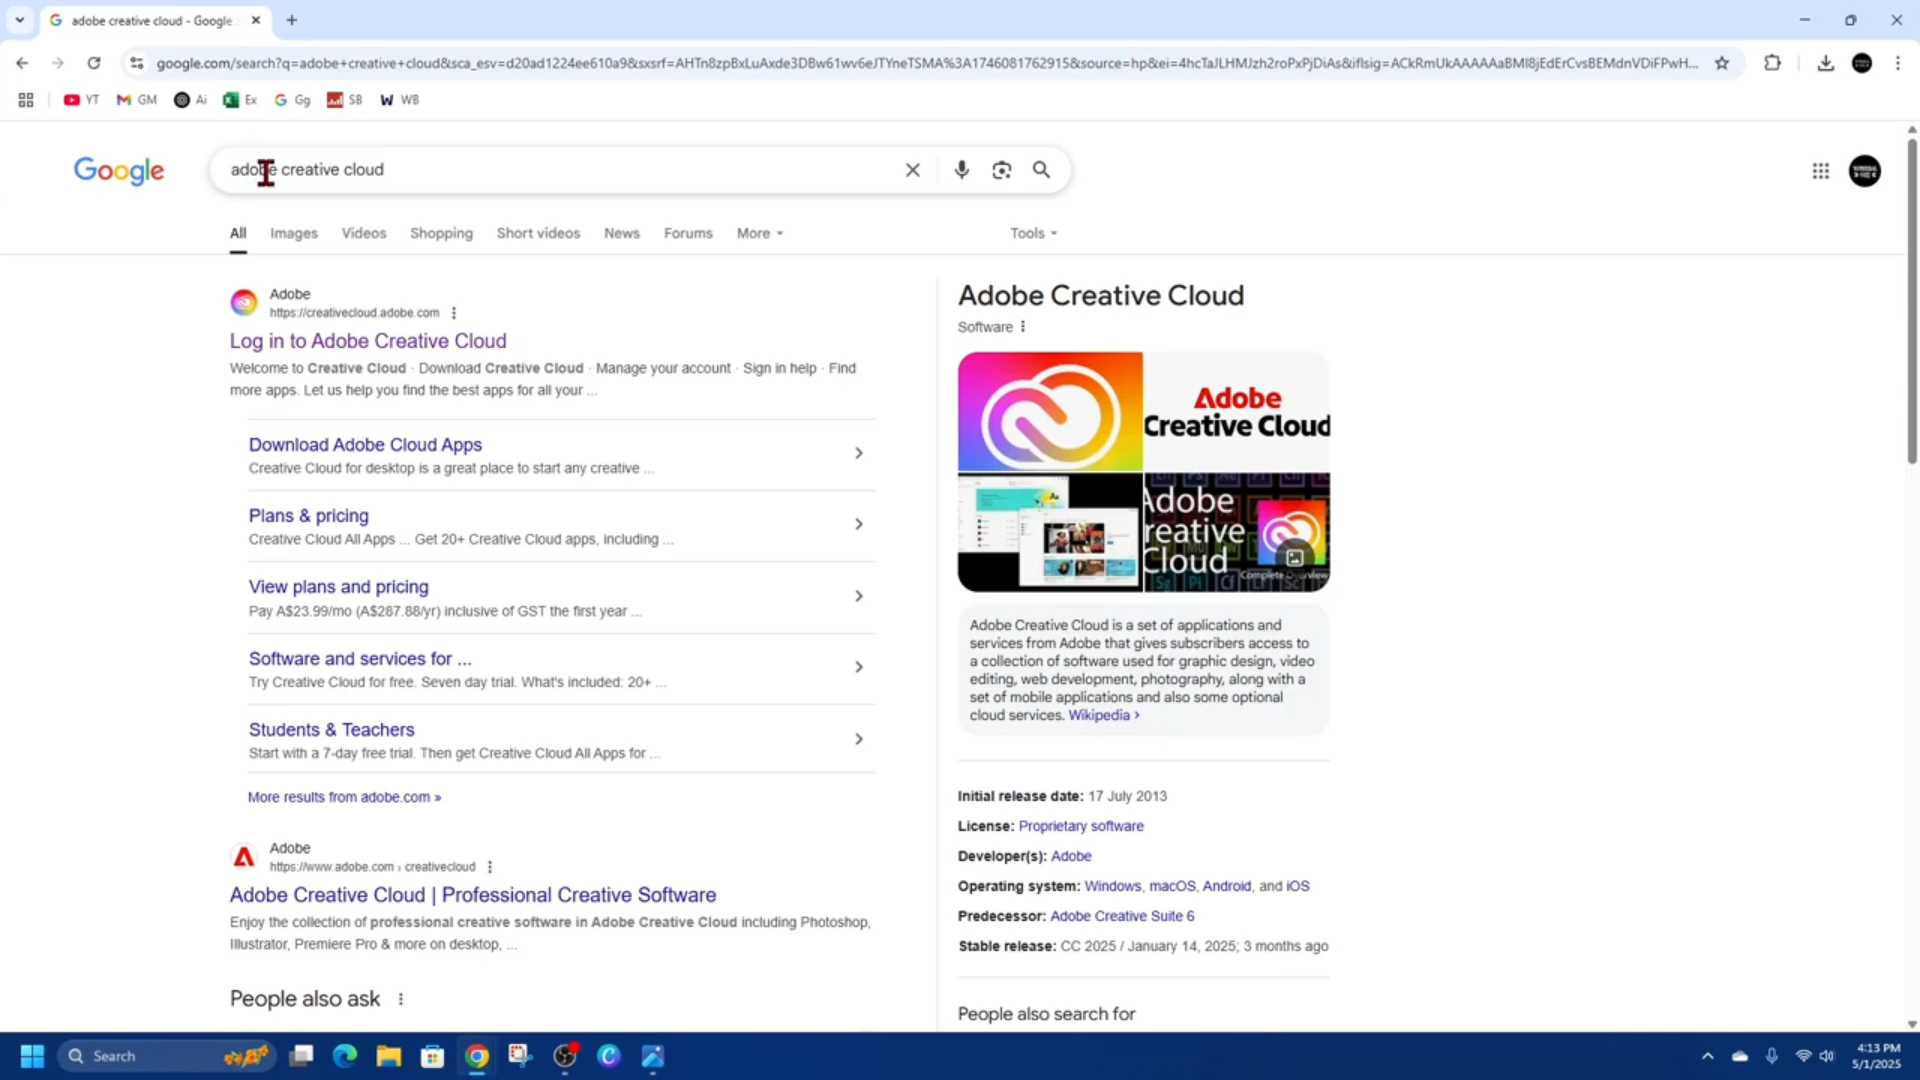 adobe creative cloud - Google
google.com/search?q=adobe+creative+cloud&sca_esv=d20ad1224ee610a9&sxsrf=AHTn8zpBxLuAxde3DBw61wv6eJTYneTSMA%3A1746081762915&source=hp&ei=4hcTaJLHMJzh2roPxPjDiAs&iflsig=ACkRmUkAAAAAaBMl8jEdErCvsBEMdnVDiFPwH...
YT
GM
Ai
Ex
Gg
SB
WB
Google
adobe creative cloud
All
Images
Videos
Shopping
Short videos
News
Forums
More
Tools
Adobe
https://creativecloud.adobe.com
Log in to Adobe Creative Cloud
Welcome to Creative Cloud · Download Creative Cloud · Manage your account · Sign in help · Find
more apps. Let us help you find the best apps for all your ...
Download Adobe Cloud Apps
Creative Cloud for desktop is a great place to start any creative ...
Plans & pricing
Creative Cloud All Apps ... Get 20+ Creative Cloud apps, including ...
View plans and pricing
Pay A$23.99/mo (A$287.88/yr) inclusive of GST the first year ...
Software and services for ...
Try Creative Cloud for free. Seven day trial. What's included: 20+ ...
Students & Teachers
Start with a 7-day free trial. Then get Creative Cloud All Apps for ...
More results from adobe.com »
Adobe
https://www.adobe.com › creativecloud
Adobe Creative Cloud | Professional Creative Software
Enjoy the collection of professional creative software in Adobe Creative Cloud including Photoshop,
Illustrator, Premiere Pro & more on desktop, ...
People also ask
Adobe Creative Cloud
Software
Adobe
Creative Cloud
Adobe
reative
Cloud
Complete Overview
Adobe Creative Cloud is a set of applications and
services from Adobe that gives subscribers access to
a collection of software used for graphic design, video
editing, web development, photography, along with a
set of mobile applications and also some optional
cloud services. Wikipedia ›
Initial release date: 17 July 2013
License: Proprietary software
Developer(s): Adobe
Operating system: Windows, macOS, Android, and iOS
Predecessor: Adobe Creative Suite 6
Stable release: CC 2025 / January 14, 2025; 3 months ago
People also search for
Search
4:13 PM
5/1/2025